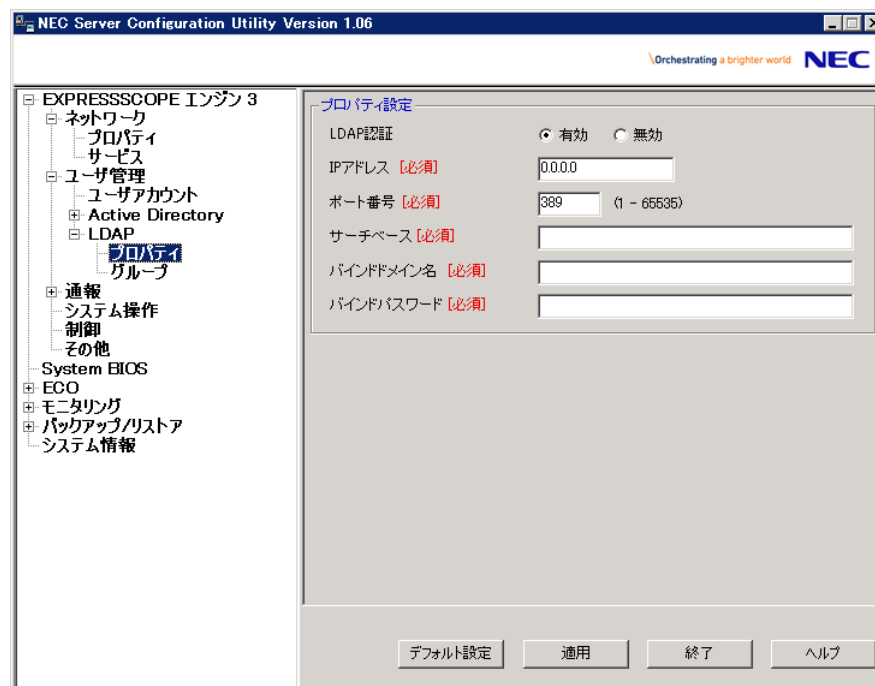 NEC Server Configuration Utility Version 1.06
\Orchestrating a brighter world NEC
EXPRESSSCOPE エンジン 3
ネットワーク
プロパティ
サービス
ユーザ管理
ユーザアカウント
Active Directory
LDAP
プロパティ
グループ
通報
システム操作
制御
その他
System BIOS
ECO
モニタリング
バックアップ/リストア
システム情報
プロパティ設定
LDAP認証 有効 無効
IPアドレス [必須] 0.0.0.0
ポート番号 [必須] 389 (1 - 65535)
サーチベース [必須]
バインドドメイン名 [必須]
バインドパスワード [必須]
デフォルト設定 適用 終了 ヘルプ